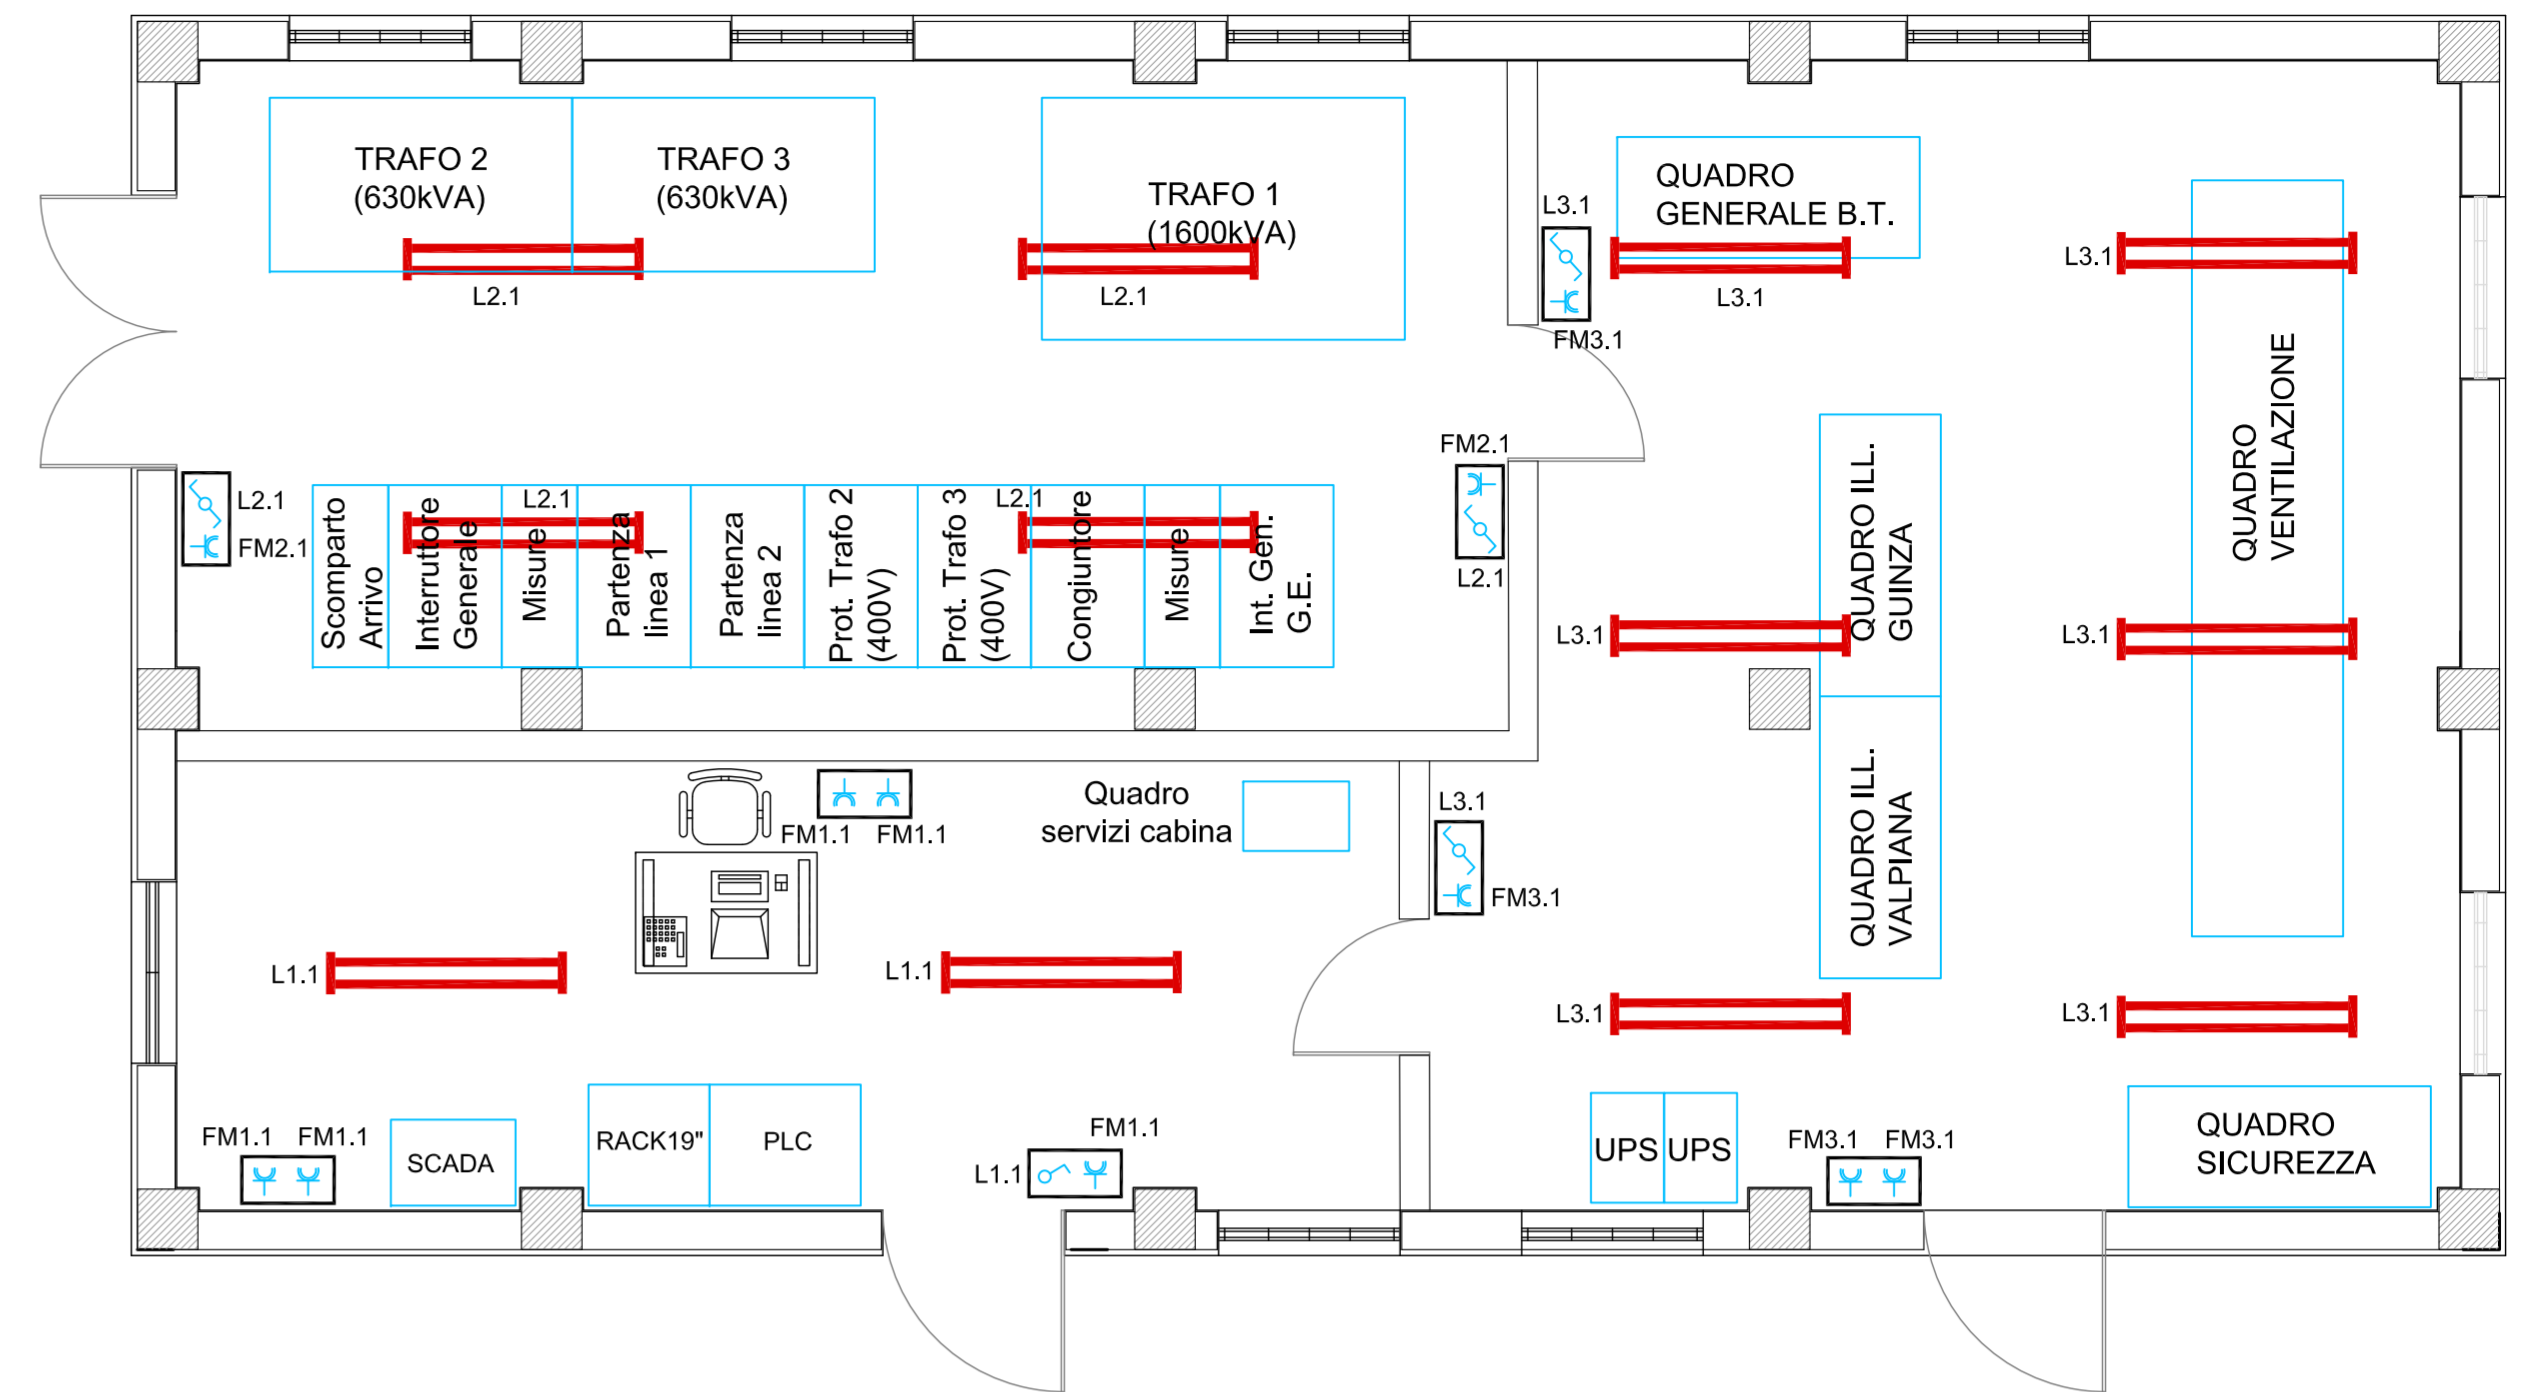 TRAFO 2
(630kVA)
TRAFO 3
(630kVA)
TRAFO 1
(1600kVA)
L2.1
L2.1
L3.1
FM3.1
QUADRO
GENERALE B.T.
L3.1
L3.1
QUADRO
VENTILAZIONE
L2.1
FM2.1
Scomparto
Arrivo
Interruttore
Generale
L2.1
Misure
Partenza
linea 1
Partenza
linea 2
Prot. Trafo 2
(400V)
Prot. Trafo 3
(400V)
L2.1
Congiuntore
Misure
Int. Gen.
G.E.
FM2.1
L2.1
QUADRO ILL.
GUINZA
L3.1
L3.1
QUADRO ILL.
VALPIANA
FM1.1
FM1.1
Quadro
servizi cabina
L3.1
FM3.1
L1.1
L1.1
L3.1
L3.1
FM1.1
FM1.1
SCADA
RACK19"
PLC
FM1.1
L1.1
UPS
UPS
FM3.1
FM3.1
QUADRO
SICUREZZA